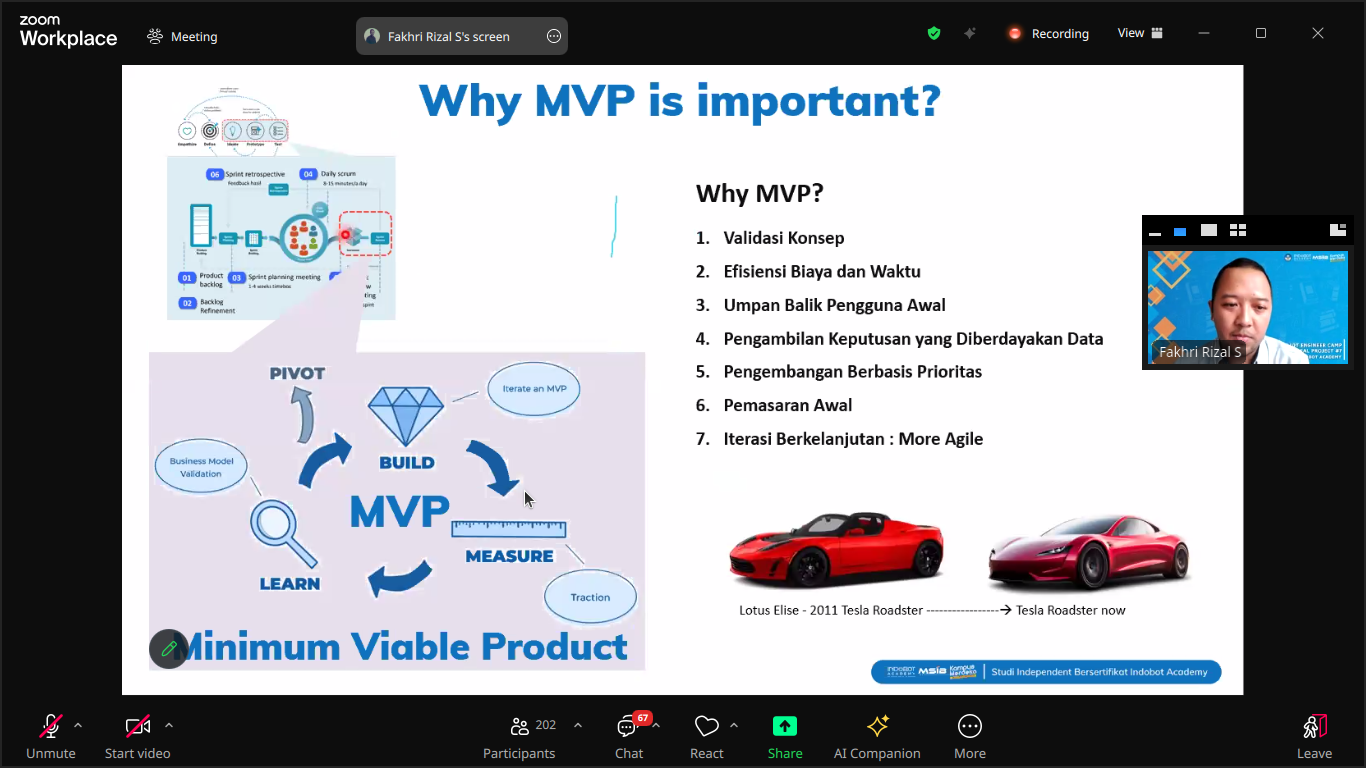 zoom
Workplace
Meeting
Fakhri Rizal S's screen
Recording
View
Why MVP is important?
Empathize
Define
Ideate
Prototype
Test
06 Sprint retrospective
Feedback hasil
04 Daily scrum
8-15 minutes/a day
01 Product
backlog
03 Sprint planning meeting
1-4 weeks timebox
02 Backlog
Refinement
PIVOT
Iterate an MVP
BUILD
Business Model
Validation
MVP
MEASURE
LEARN
Traction
Minimum Viable Product
Why MVP?
1. Validasi Konsep
2. Efisiensi Biaya dan Waktu
3. Umpan Balik Pengguna Awal
4. Pengambilan Keputusan yang Diberdayakan Data
5. Pengembangan Berbasis Prioritas
6. Pemasaran Awal
7. Iterasi Berkelanjutan : More Agile
Lotus Elise - 2011 Tesla Roadster -----------------→ Tesla Roadster now
INDOBOT
ACADEMY
MSIB
Kampus
Merdeka
Studi Independent Bersertifikat Indobot Academy
Fakhri Rizal S
Unmute
Start video
202
Participants
67
Chat
React
Share
AI Companion
More
Leave